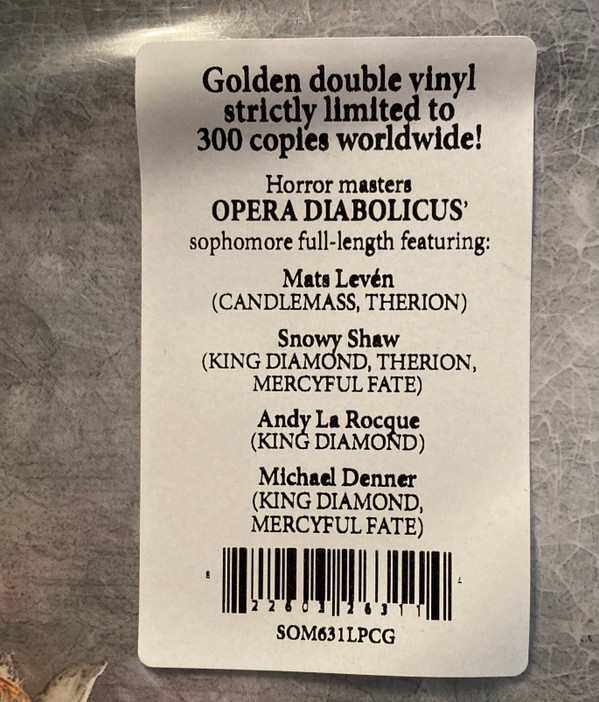 Golden double vinyl
strictly limited to
300 copies worldwide!
Horror masters
OPERA DIABOLICUS'
sophomore full-length featuring:
Mats Levén
(CANDLEMASS, THERION)
Snowy Shaw
(KING DIAMOND, THERION,
MERCYFUL FATE)
Andy La Rocque
(KING DIAMOND)
Michael Denner
(KING DIAMOND,
MERCYFUL FATE)
SOM631LPCG